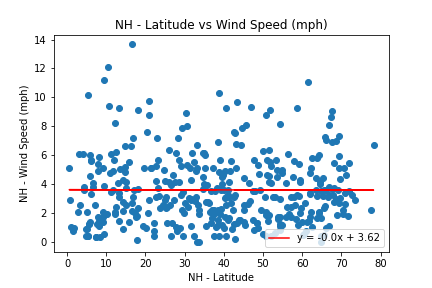 NH - Latitude vs Wind Speed (mph)
14
12
10
8
6
4
2
0
NH - Wind Speed (mph)
y = -0.0x + 3.62
0 10 20 30 40 50 60 70 80
NH - Latitude